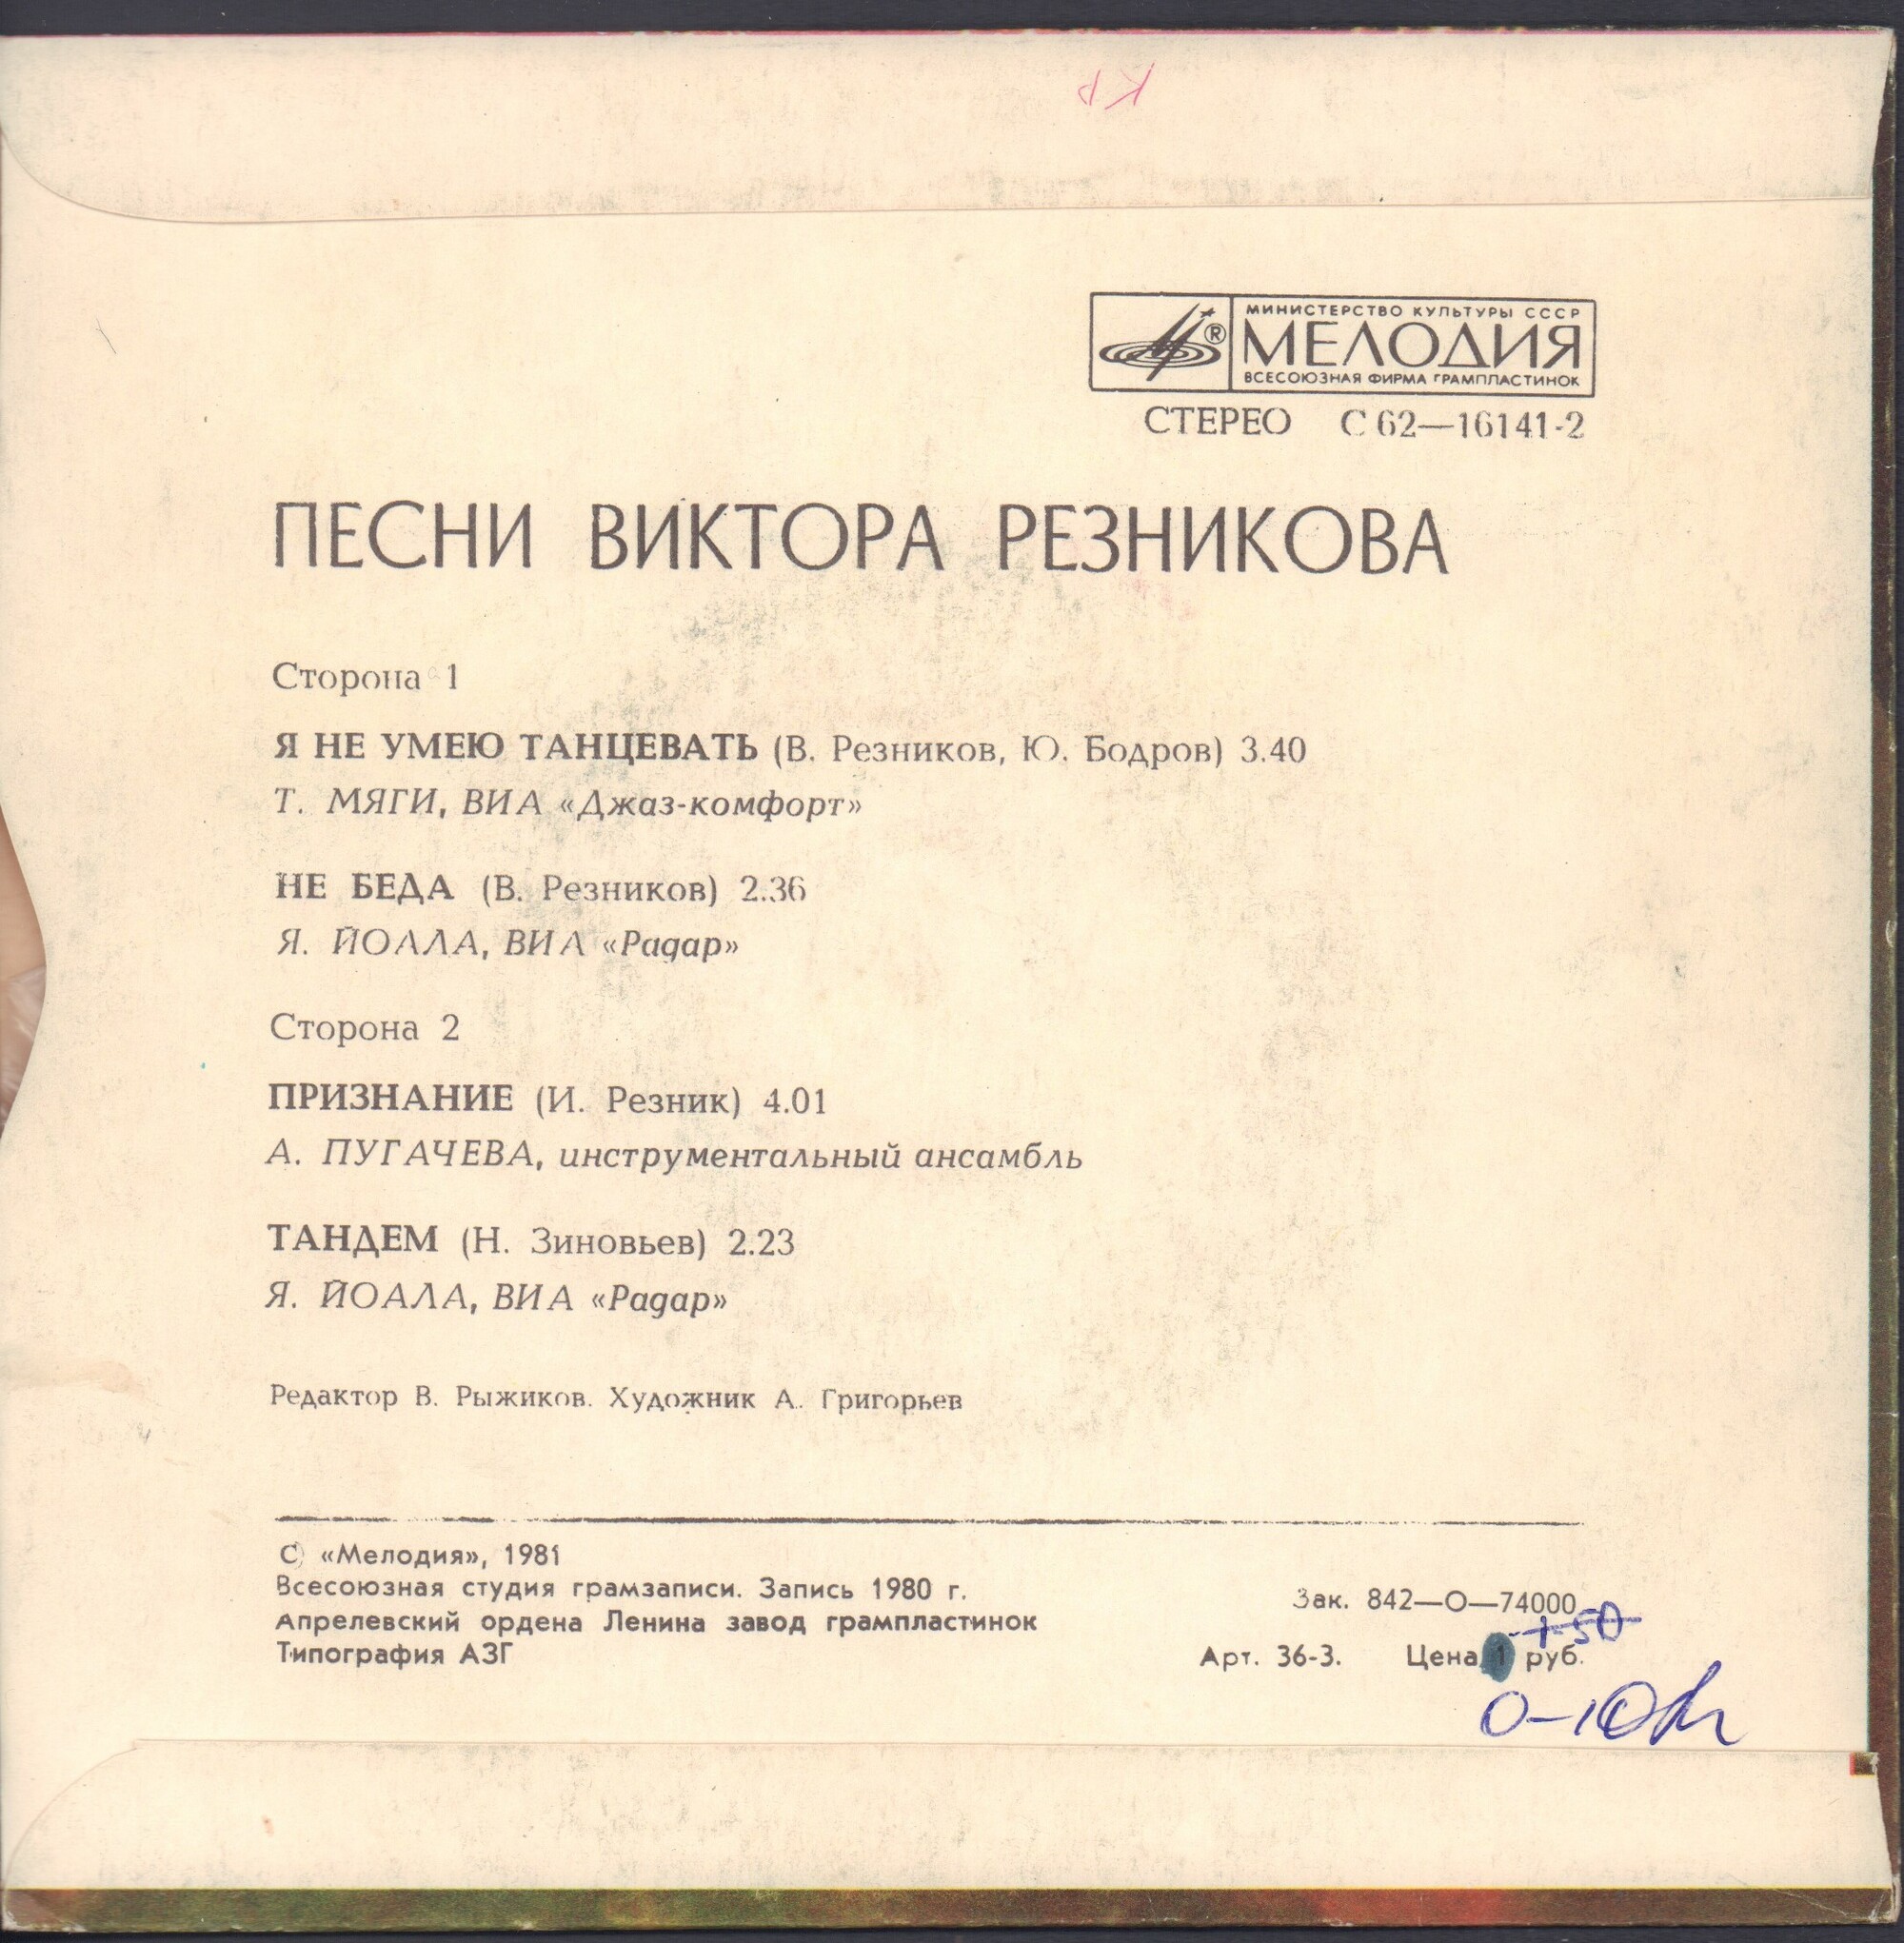 КР
МИНИСТЕРСТВО КУЛЬТУРЫ СССР
МЕЛОДИЯ
ВСЕСОЮЗНАЯ ФИРМА ГРАМПЛАСТИНОК
®
СТЕРЕО С 62—16141-2
ПЕСНИ ВИКТОРА РЕЗНИКОВА
Сторона 1
Я НЕ УМЕЮ ТАНЦЕВАТЬ (В. Резников, Ю. Бодров) 3.40
Т. МЯГИ, ВИА «Джаз-комфорт»
НЕ БЕДА (В. Резников) 2.36
Я. ЙОАЛА, ВИА «Радар»
Сторона 2
ПРИЗНАНИЕ (И. Резник) 4.01
А. ПУГАЧЕВА, инструментальный ансамбль
ТАНДЕМ (Н. Зиновьев) 2.23
Я. ЙОАЛА, ВИА «Радар»
Редактор В. Рыжиков. Художник А. Григорьев
© «Мелодия», 1981
Всесоюзная студия грамзаписи. Запись 1980 г.
Апрелевский ордена Ленина завод грампластинок
Типография АЗГ
Зак. 842—О—74000
1-50
Арт. 36-3. Цена 1 руб.
0-10к